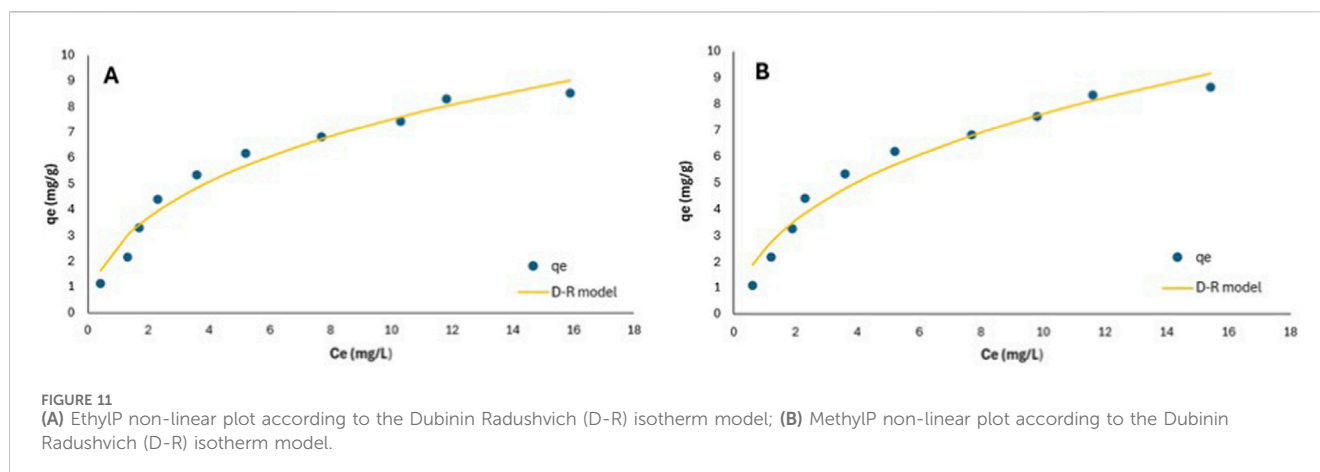 A
10
9
8
7
6
5
4
3
2
1
0
qe (mg/g)
0 2 4 6 8 10 12 14 16 18
Ce (mg/L)
qe
D-R model
B
10
9
8
7
6
5
4
3
2
1
0
qe (mg/g)
0 2 4 6 8 10 12 14 16 18
Ce (mg/L)
qe
D-R model
FIGURE 11
(A) EthylP non-linear plot according to the Dubinin Radushvich (D-R) isotherm model; (B) MethylP non-linear plot according to the Dubinin
Radushvich (D-R) isotherm model.